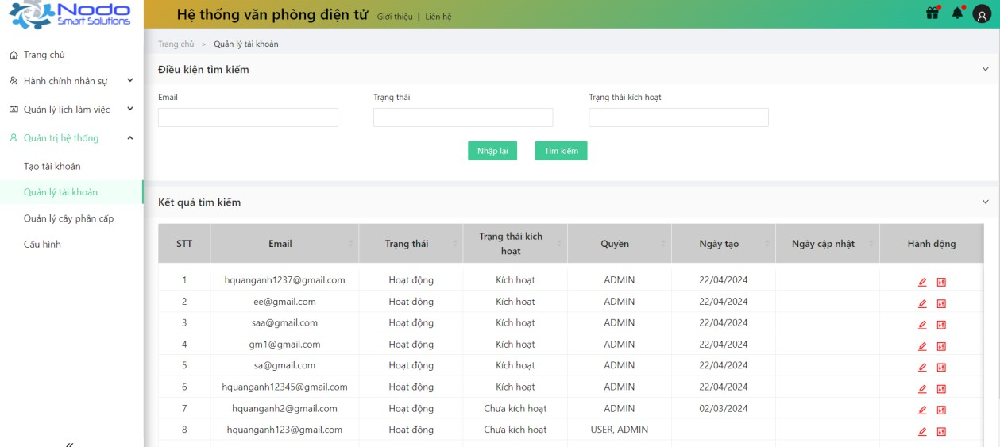 Nodo
Smart Solutions
Hệ thống văn phòng điện tử Giới thiệu | Liên hệ
Trang chủ
Hành chính nhân sự
Quản lý lịch làm việc
Quản trị hệ thống
Tạo tài khoản
Quản lý tài khoản
Quản lý cây phân cấp
Cấu hình
Trang chủ > Quản lý tài khoản
Điều kiện tìm kiếm
Email Trạng thái Trạng thái kích hoạt
Nhập lại Tìm kiếm
Kết quả tìm kiếm
STT Email Trạng thái Trạng thái kích hoạt Quyền Ngày tạo Ngày cập nhật Hành động
1 hquanganh1237@gmail.com Hoạt động Kích hoạt ADMIN 22/04/2024
2 ee@gmail.com Hoạt động Kích hoạt ADMIN 22/04/2024
3 saa@gmail.com Hoạt động Kích hoạt ADMIN 22/04/2024
4 gm1@gmail.com Hoạt động Kích hoạt ADMIN 22/04/2024
5 sa@gmail.com Hoạt động Kích hoạt ADMIN 22/04/2024
6 hquanganh12345@gmail.com Hoạt động Kích hoạt ADMIN 22/04/2024
7 hquanganh2@gmail.com Hoạt động Chưa kích hoạt ADMIN 02/03/2024
8 hquanganh123@gmail.com Hoạt động Chưa kích hoạt USER, ADMIN